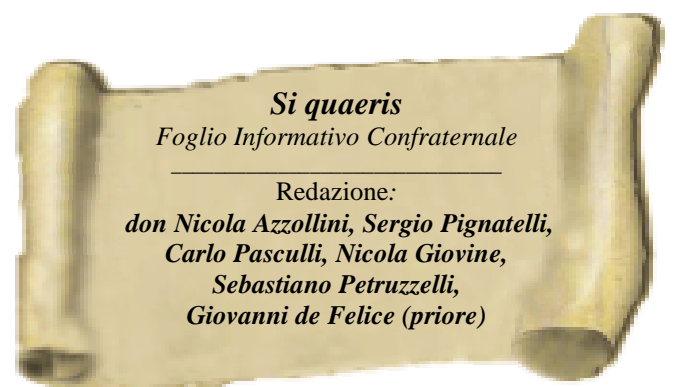 Si quaeris
Foglio Informativo Confraternale
Redazione:
don Nicola Azzollini, Sergio Pignatelli,
Carlo Pasculli, Nicola Giovine,
Sebastiano Petruzzelli,
Giovanni de Felice (priore)